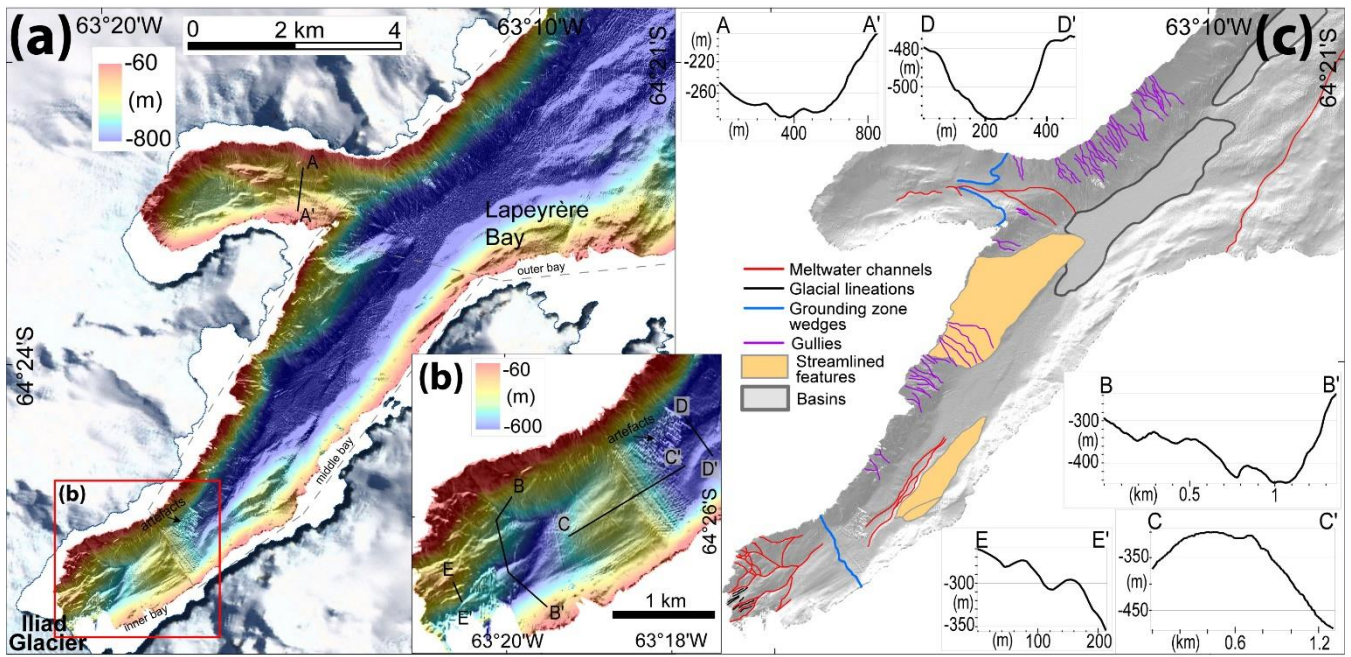 (a)
63°20'W
63°10'W
0 2 km 4
-60
(m)
-800
64°21'S
A
A'
Lapeyrère
Bay
outer bay
64°24'S
middle bay
(b)
artefacts
inner bay
Iliad
Glacier
(b)
-60
(m)
-600
artefacts
D
C'
D'
B
C
E
E'
B'
64°26'S
1 km
63°20'W
63°18'W
(c)
63°20'W
63°10'W
64°21'S
A A'
(m)
-220
-260
(m) 400 800
D D'
-480
(m)
-500
(m) 200 400
Meltwater channels
Glacial lineations
Grounding zone
wedges
Gullies
Streamlined
features
Basins
B B'
-300
(m)
-400
(km) 0.5 1
E E'
-300
-350
(m) 100 200
C C'
-350
(m)
-450
(km) 0.6 1.2